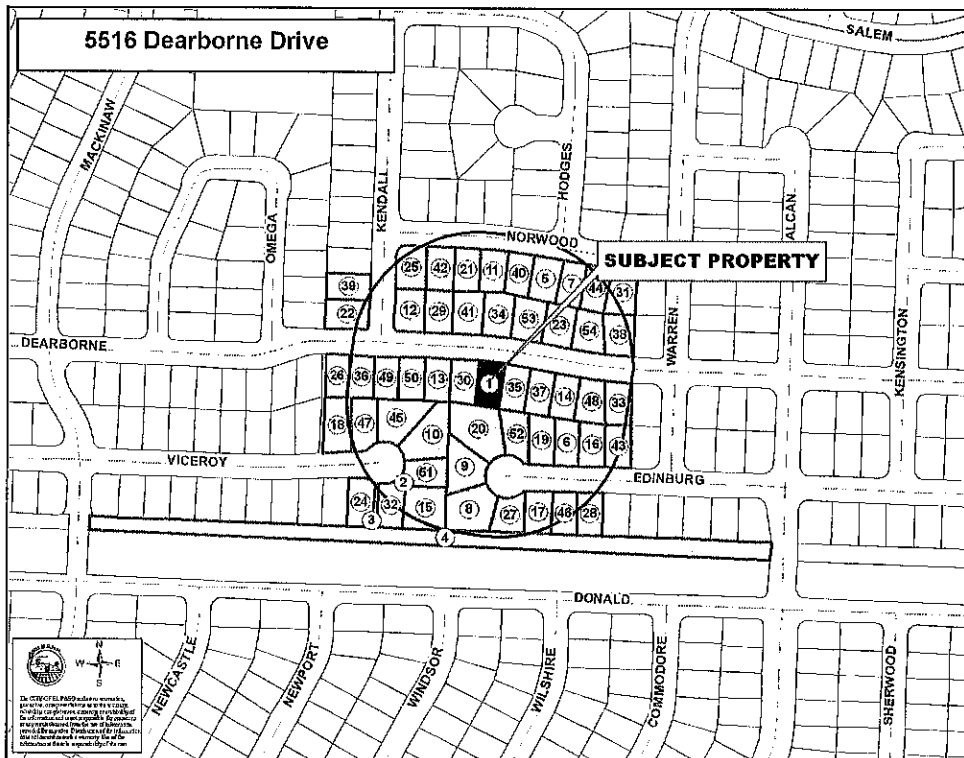 5516 Dearborne Drive
SALEM
MACKINAW
OMEGA
KENDALL
HODGES
NORWOOD
ALCAN
SUBJECT PROPERTY
25 42 21 11 40 5 7 44 31
39
22
12 29 41 34 53 23 54 38
WARREN
KENSINGTON
DEARBORNE
26 36 49 50 13 30 1 35 37 14 48 33
18 47 45 10 20 52 19 6 16 43
VICEROY
51 9
2
EDINBURG
24 32 15 8 27 17 46 28
3
4
DONALD
NEWCASTLE
NEWPORT
WINDSOR
WILSHIRE
COMMODORE
SHERWOOD
N
W E
S